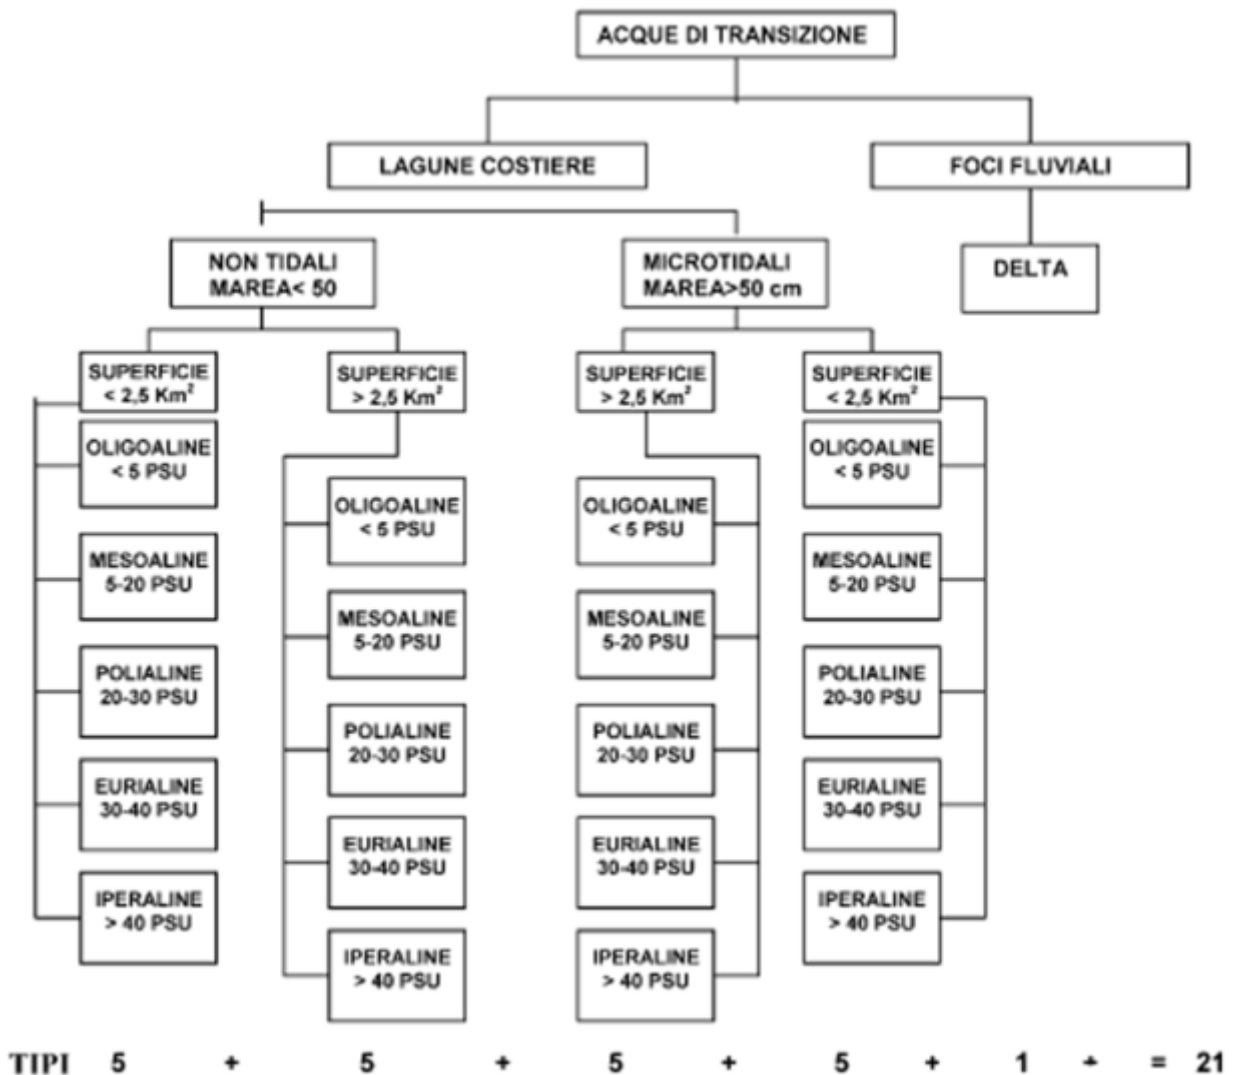 ACQUE DI TRANSIZIONE
LAGUNE COSTIERE
FOCI FLUVIALI
NON TIDALI
MAREA< 50
MICROTIDALI
MAREA>50 cm
DELTA
SUPERFICIE
< 2,5 Km²
OLIGOALINE
< 5 PSU
MESOALINE
5-20 PSU
POLIALINE
20-30 PSU
EURIALINE
30-40 PSU
IPERALINE
> 40 PSU
SUPERFICIE
> 2,5 Km²
OLIGOALINE
< 5 PSU
MESOALINE
5-20 PSU
POLIALINE
20-30 PSU
EURIALINE
30-40 PSU
IPERALINE
> 40 PSU
SUPERFICIE
> 2,5 Km²
OLIGOALINE
< 5 PSU
MESOALINE
5-20 PSU
POLIALINE
20-30 PSU
EURIALINE
30-40 PSU
IPERALINE
> 40 PSU
SUPERFICIE
< 2,5 Km²
OLIGOALINE
< 5 PSU
MESOALINE
5-20 PSU
POLIALINE
20-30 PSU
EURIALINE
30-40 PSU
IPERALINE
> 40 PSU
TIPI 5 + 5 + 5 + 5 + 1 + = 21